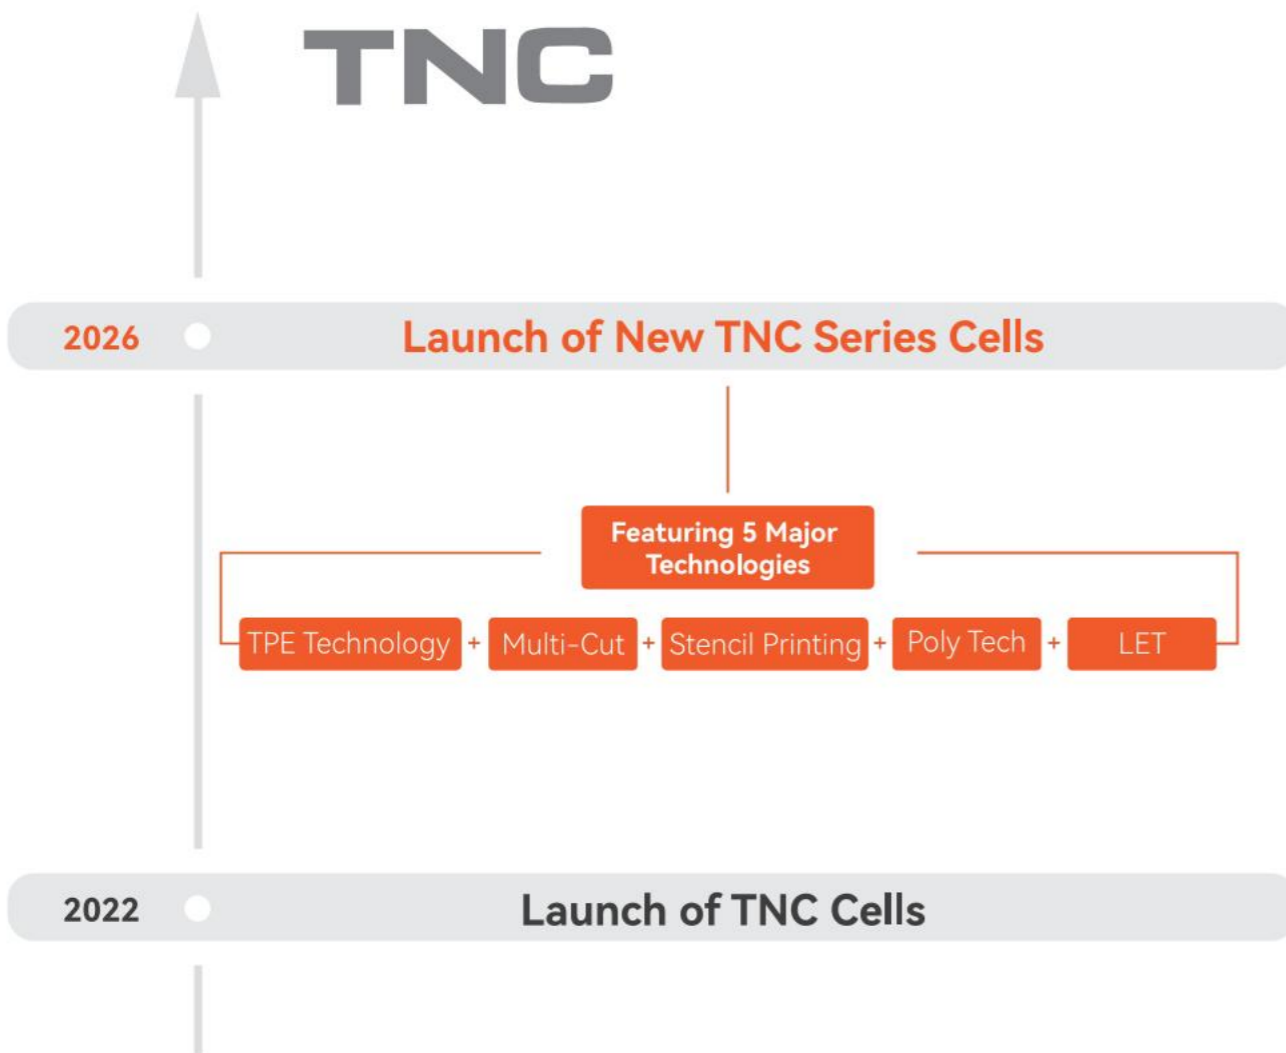 TNC
2026
Launch of New TNC Series Cells
Featuring 5 Major
Technologies
TPE Technology + Multi-Cut + Stencil Printing + Poly Tech + LET
2022
Launch of TNC Cells